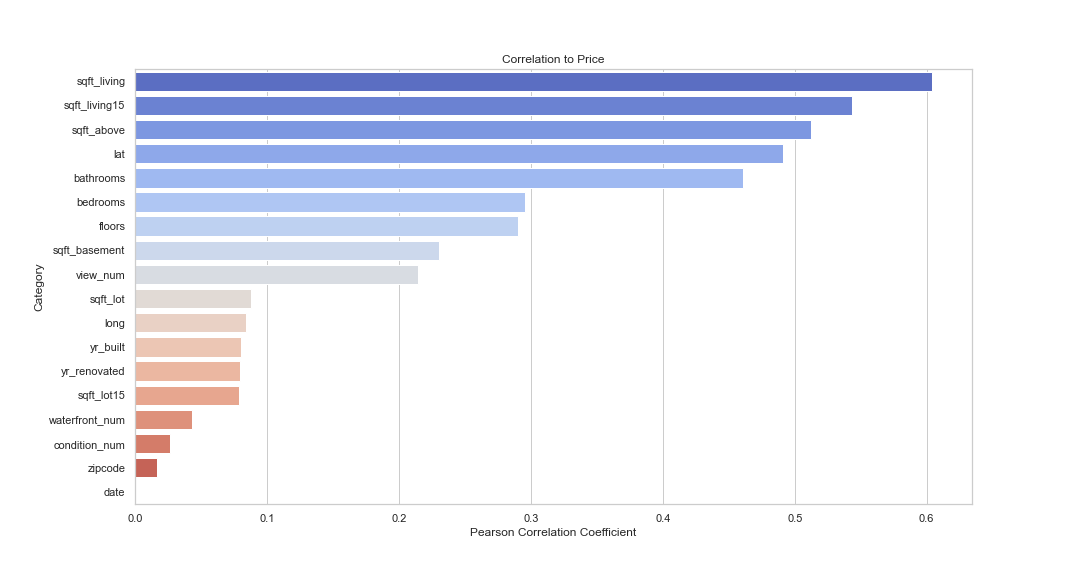 Correlation to Price
sqft_living
sqft_living15
sqft_above
lat
bathrooms
bedrooms
floors
sqft_basement
view_num
sqft_lot
long
yr_built
yr_renovated
sqft_lot15
waterfront_num
condition_num
zipcode
date
Category
0.0 0.1 0.2 0.3 0.4 0.5 0.6
Pearson Correlation Coefficient